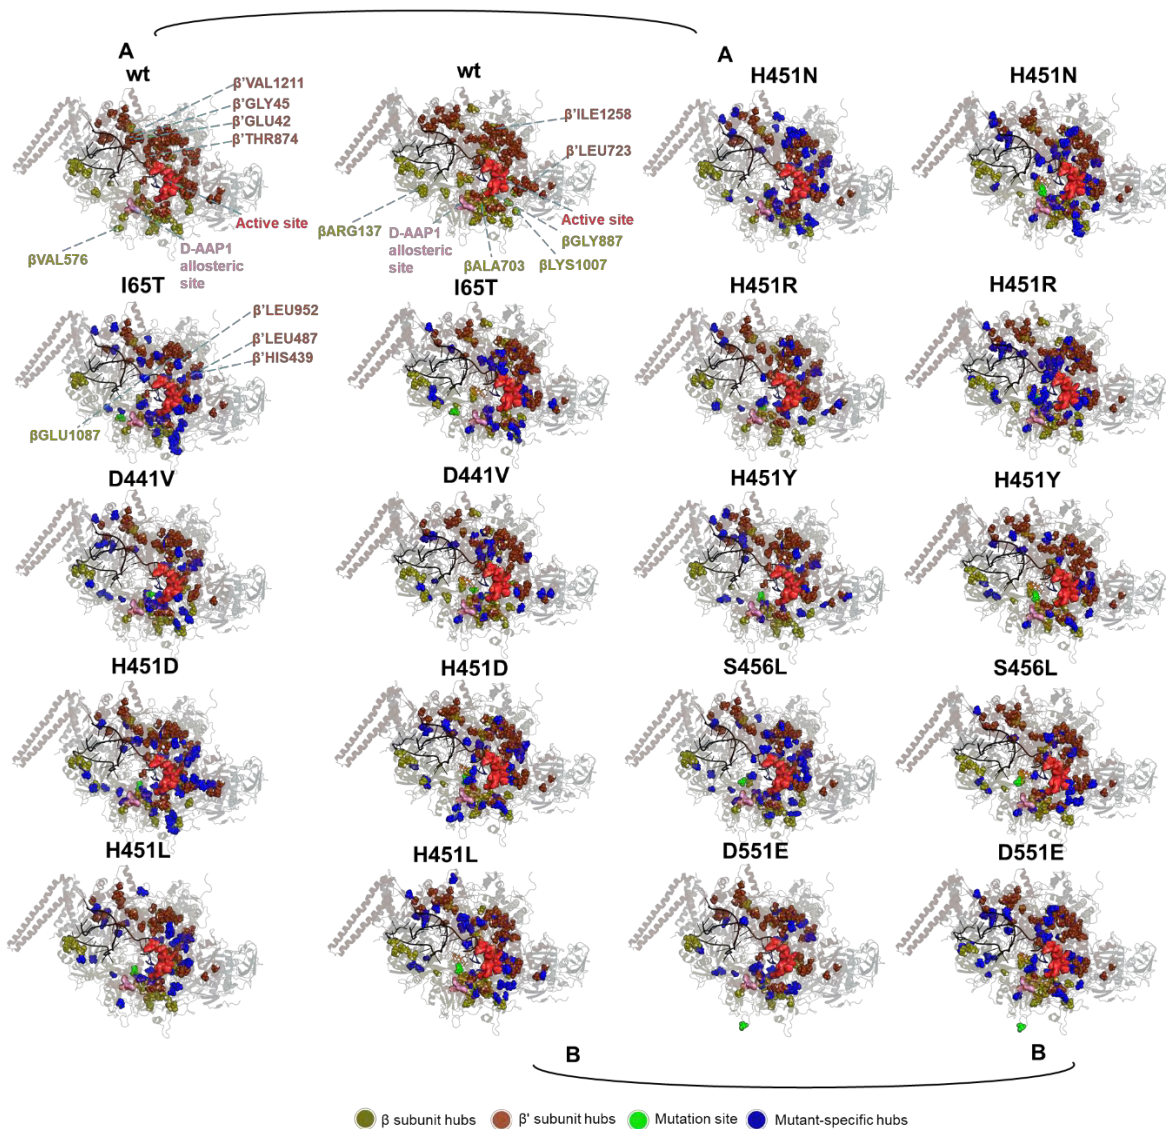 A
A
wt
wt
H451N
H451N
β'VAL1211
β'GLY45
β'GLU42
β'THR874
β'ILE1258
β'LEU723
Active site
Active site
βVAL576
D-AAP1
allosteric
site
βARG137
D-AAP1
allosteric
site
βGLY887
βALA703
βLYS1007
I65T
I65T
H451R
H451R
β'LEU952
β'LEU487
β'HIS439
βGLU1087
D441V
D441V
H451Y
H451Y
H451D
H451D
S456L
S456L
H451L
H451L
D551E
D551E
B
B
β subunit hubs
β' subunit hubs
Mutation site
Mutant-specific hubs